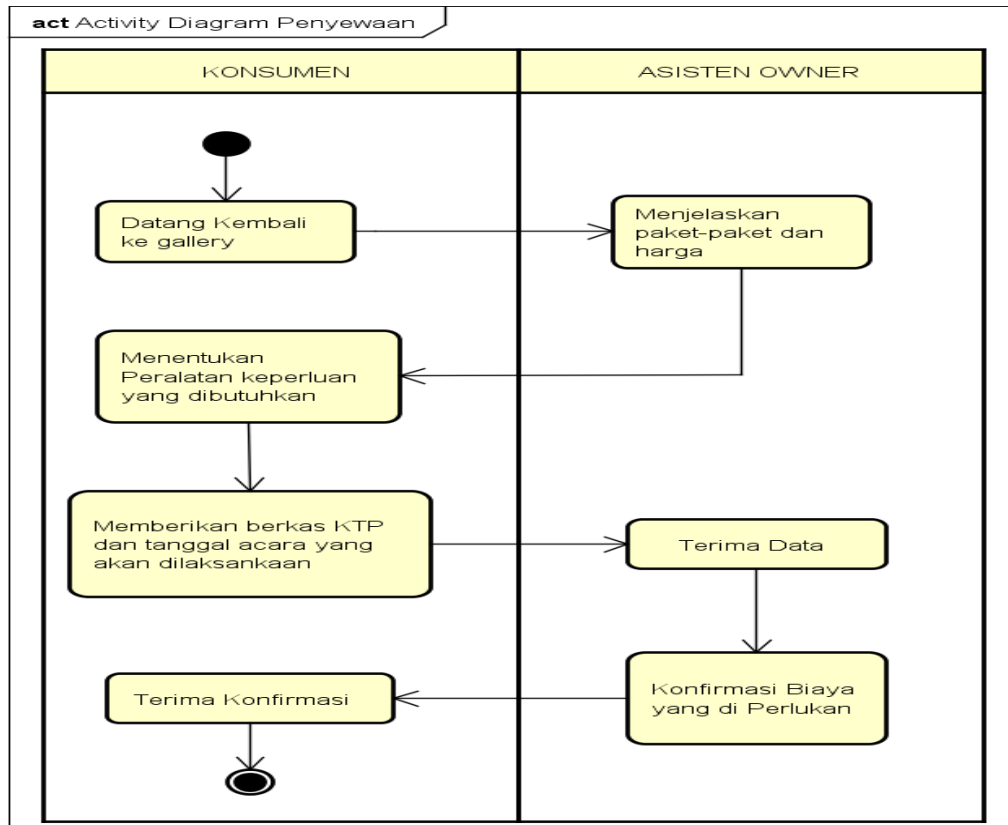 act Activity Diagram Penyewaan
KONSUMEN
ASISTEN OWNER
Datang Kembali
ke gallery
Menjelaskan
paket-paket dan
harga
Menentukan
Peralatan keperluan
yang dibutuhkan
Memberikan berkas KTP
dan tanggal acara yang
akan dilaksankaan
Terima Data
Konfirmasi Biaya
yang di Perlukan
Terima Konfirmasi